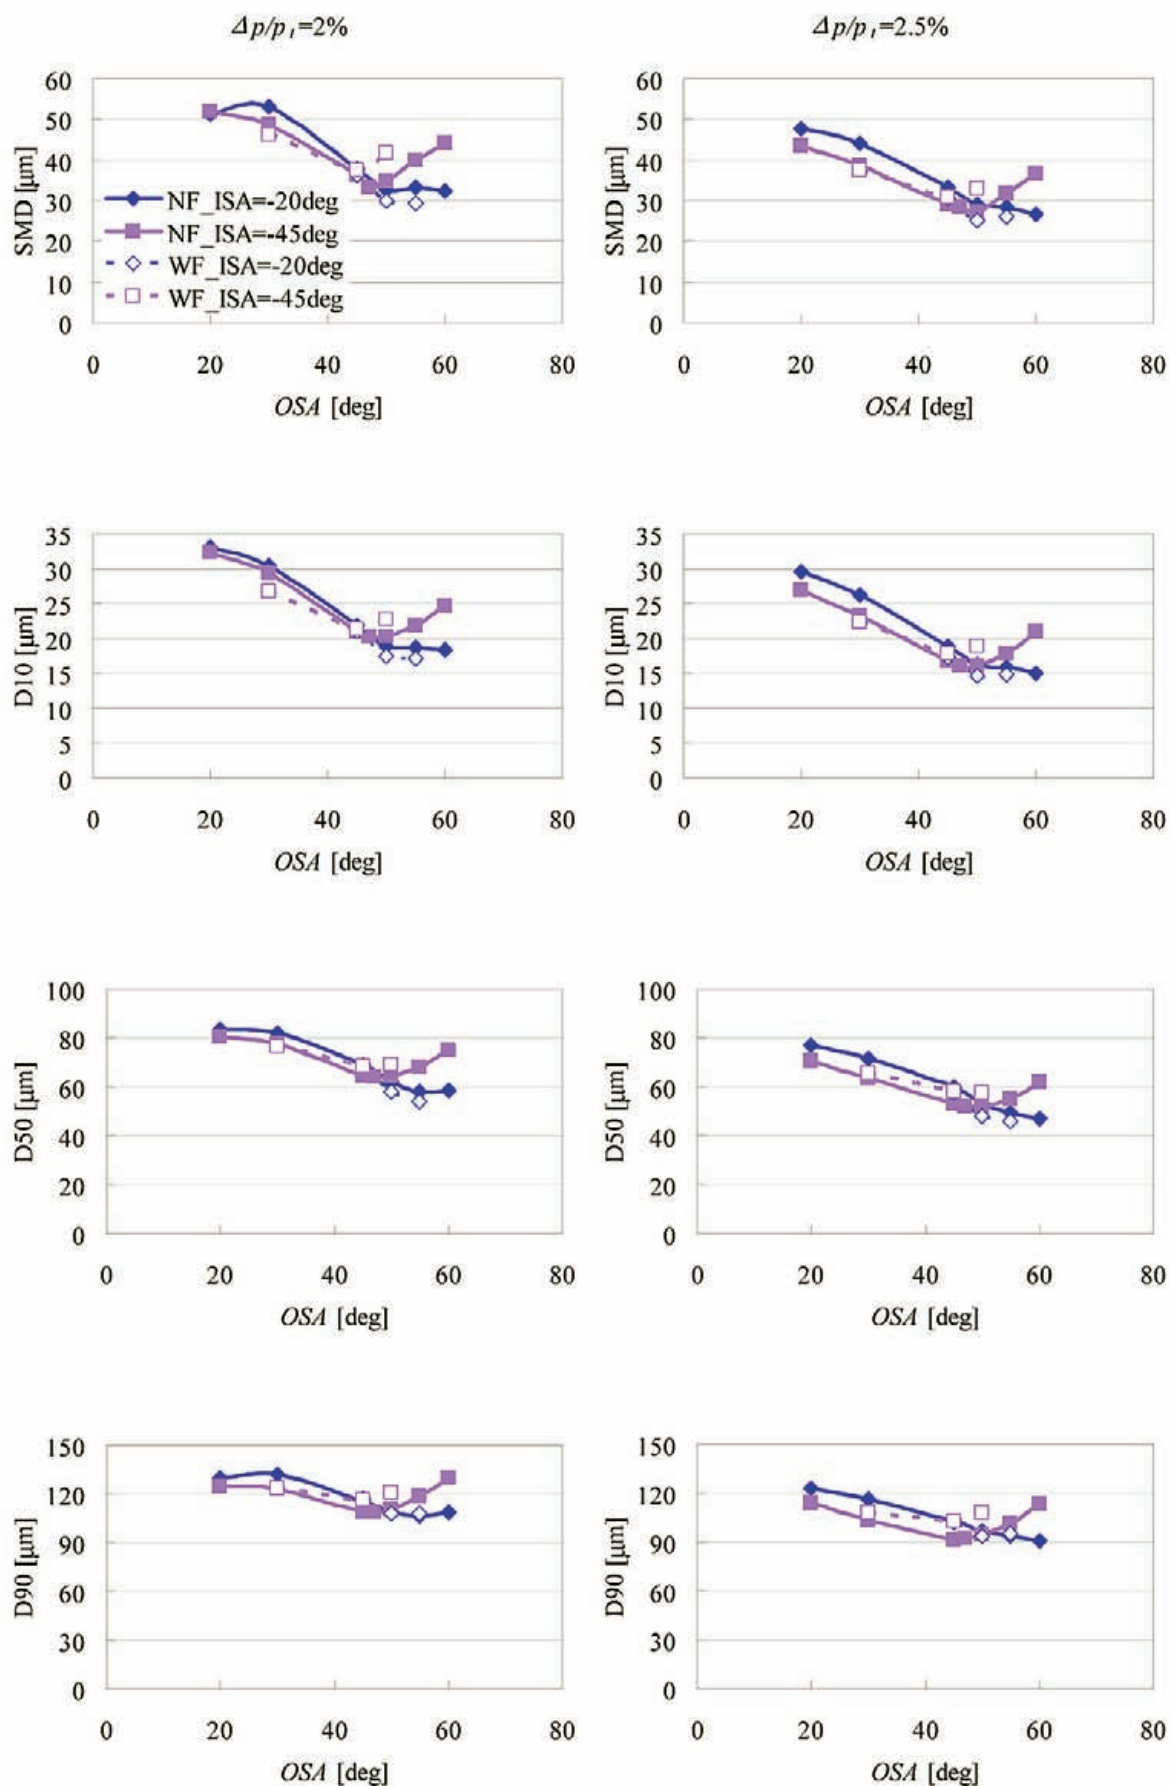 Δp/pt=2%
Δp/pt=2.5%
60
50
40
30
20
10
0
SMD [μm]
NF_ISA=-20deg
NF_ISA=-45deg
WF_ISA=-20deg
WF_ISA=-45deg
0 20 40 60 80
OSA [deg]
60
50
40
30
20
10
0
SMD [μm]
0 20 40 60 80
OSA [deg]
35
30
25
20
15
10
5
0
D10 [μm]
0 20 40 60 80
OSA [deg]
35
30
25
20
15
10
5
0
D10 [μm]
0 20 40 60 80
OSA [deg]
100
80
60
40
20
0
D50 [μm]
0 20 40 60 80
OSA [deg]
100
80
60
40
20
0
D50 [μm]
0 20 40 60 80
OSA [deg]
150
120
90
60
30
0
D90 [μm]
0 20 40 60 80
OSA [deg]
150
120
90
60
30
0
D90 [μm]
0 20 40 60 80
OSA [deg]